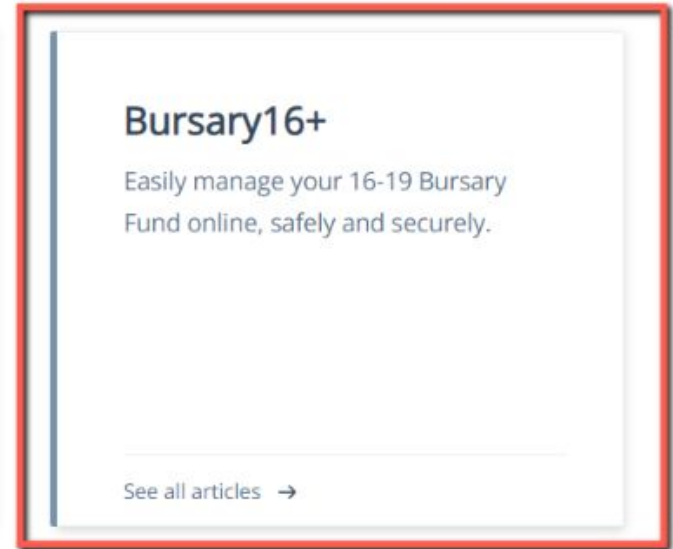 Bursary16+
Easily manage your 16-19 Bursary
Fund online, safely and securely.
See all articles →